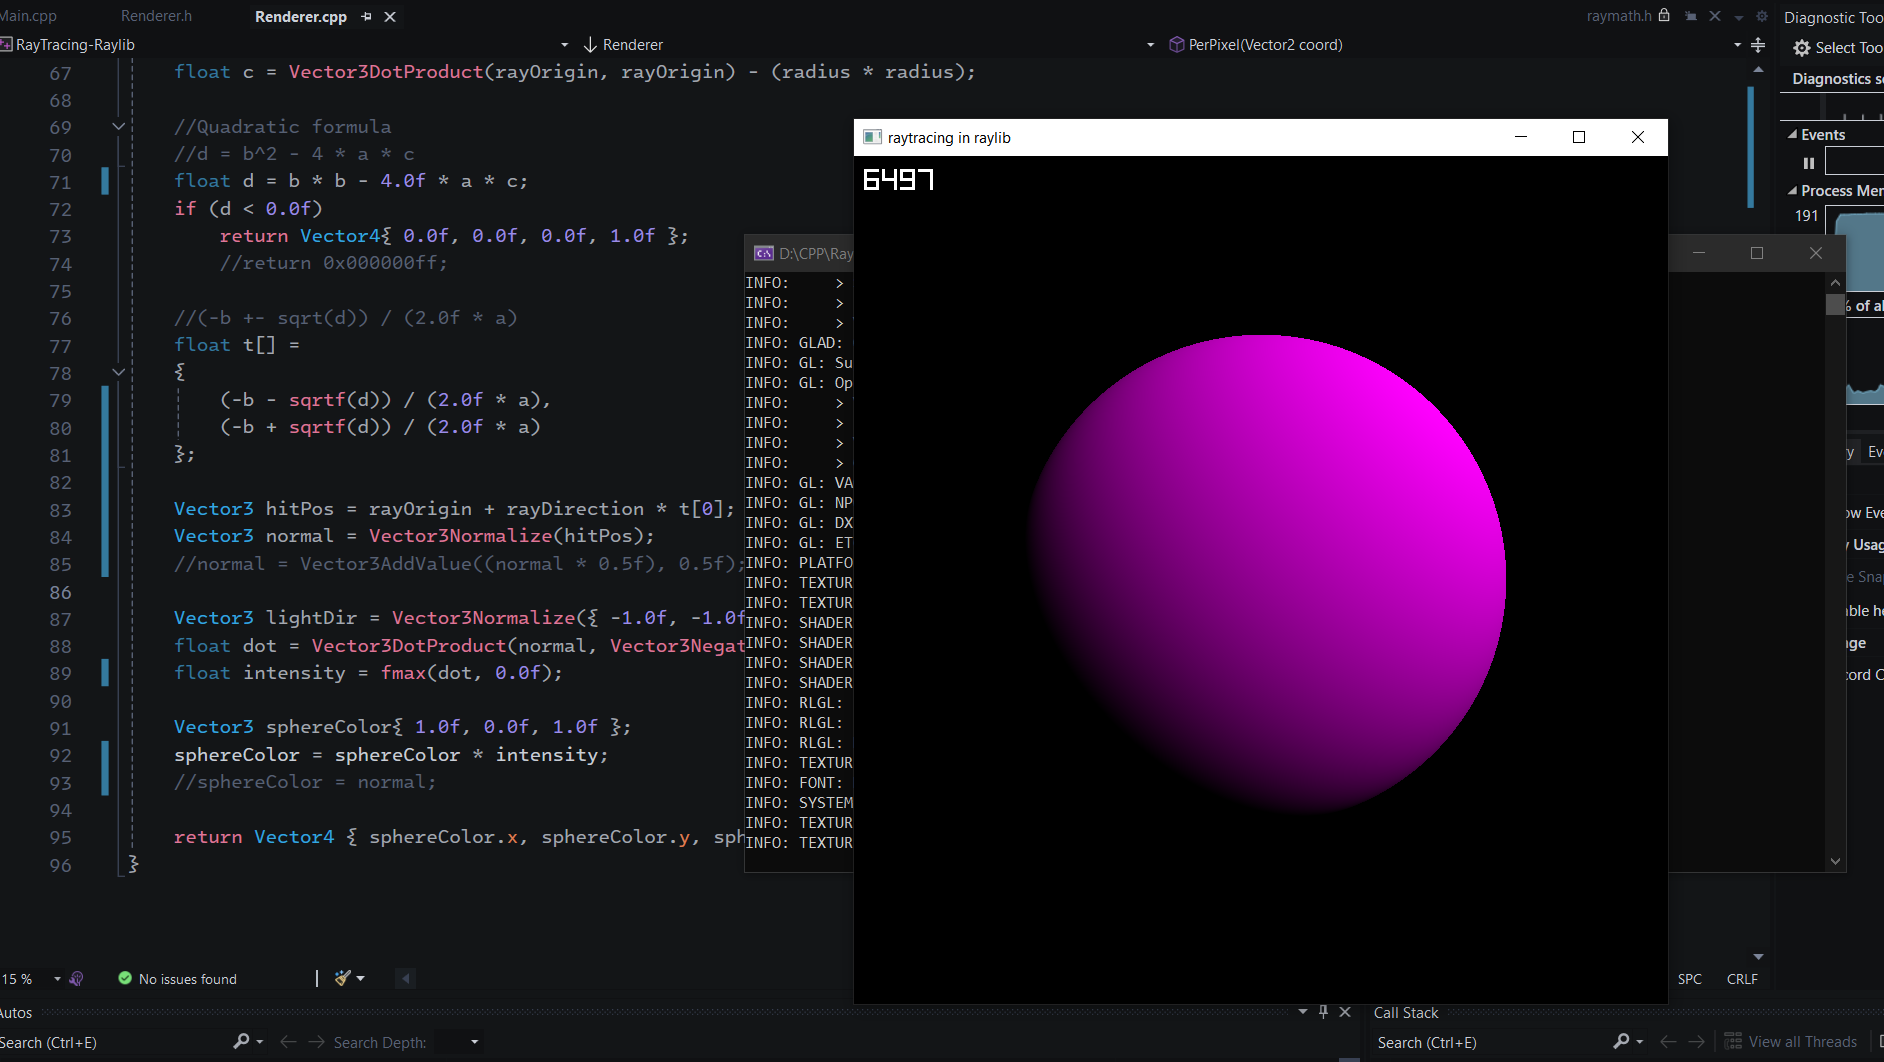 Main.cpp Renderer.h Renderer.cpp raymath.h Diagnostic Too
RayTracing-Raylib Renderer PerPixel(Vector2 coord) Select Too
67 float c = Vector3DotProduct(rayOrigin, rayOrigin) - (radius * radius);
Diagnostics se
68
69 //Quadratic formula
70 //d = b^2 - 4 * a * c
71 float d = b * b - 4.0f * a * c;
72 if (d < 0.0f)
73 return Vector4{ 0.0f, 0.0f, 0.0f, 1.0f };
74 //return 0x000000ff;
75
76 //(-b +- sqrt(d)) / (2.0f * a)
77 float t[] =
78 {
79 (-b - sqrtf(d)) / (2.0f * a),
80 (-b + sqrtf(d)) / (2.0f * a)
81 };
82
83 Vector3 hitPos = rayOrigin + rayDirection * t[0];
84 Vector3 normal = Vector3Normalize(hitPos);
85 //normal = Vector3AddValue((normal * 0.5f), 0.5f);
86
87 Vector3 lightDir = Vector3Normalize({ -1.0f, -1.0f
88 float dot = Vector3DotProduct(normal, Vector3Negat
89 float intensity = fmax(dot, 0.0f);
90
91 Vector3 sphereColor{ 1.0f, 0.0f, 1.0f };
92 sphereColor = sphereColor * intensity;
93 //sphereColor = normal;
94
95 return Vector4 { sphereColor.x, sphereColor.y, sph
96 }
D:\CPP\Ray
INFO: >
INFO: >
INFO: >
INFO: GLAD:
INFO: GL: Su
INFO: GL: Op
INFO: >
INFO: >
INFO: >
INFO: >
INFO: GL: VA
INFO: GL: NP
INFO: GL: DX
INFO: GL: ET
INFO: PLATFO
INFO: TEXTUR
INFO: TEXTUR
INFO: SHADER
INFO: SHADER
INFO: SHADER
INFO: SHADER
INFO: RLGL:
INFO: RLGL:
INFO: RLGL:
INFO: TEXTUR
INFO: FONT:
INFO: SYSTEM
INFO: TEXTUR
INFO: TEXTUR
raytracing in raylib
6497
Events
Process Mer
191
% of al
y Eve
ow Eve
y Usag
e Snap
ble he
ge
ord C
15 % No issues found SPC CRLF
Autos Call Stack
Search (Ctrl+E) Search Depth: Search (Ctrl+E) View all Threads